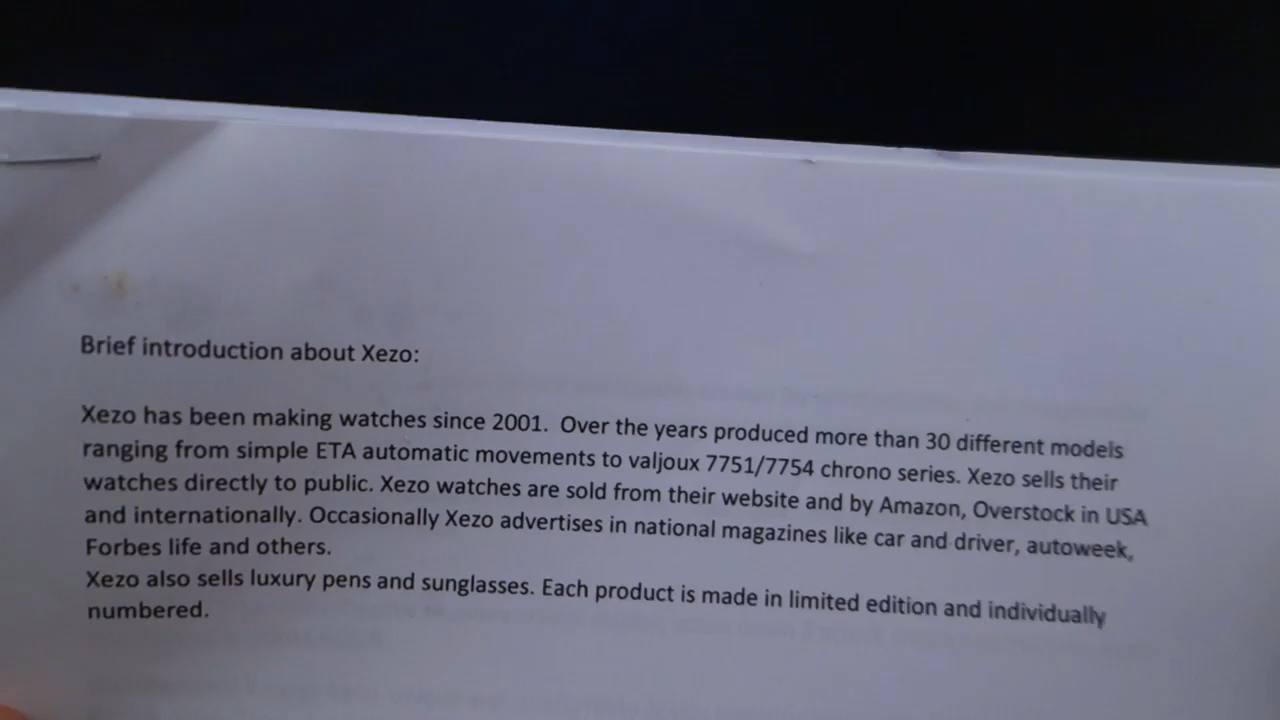 Brief introduction about Xezo:
Xezo has been making watches since 2001.  Over the years produced more than 30 different models
ranging from simple ETA automatic movements to valjoux 7751/7754 chrono series. Xezo sells their
watches directly to public. Xezo watches are sold from their website and by Amazon, Overstock in USA
and internationally. Occasionally Xezo advertises in national magazines like car and driver, autoweek,
Forbes life and others.
Xezo also sells luxury pens and sunglasses. Each product is made in limited edition and individually
numbered.